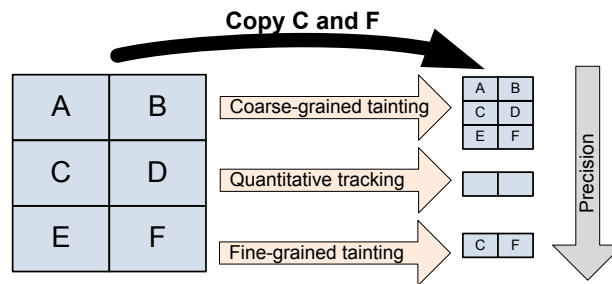 Copy C and F
A B
C D
E F
Coarse-grained tainting
A B
C D
E F
Quantitative tracking
Fine-grained tainting
C F
Precision